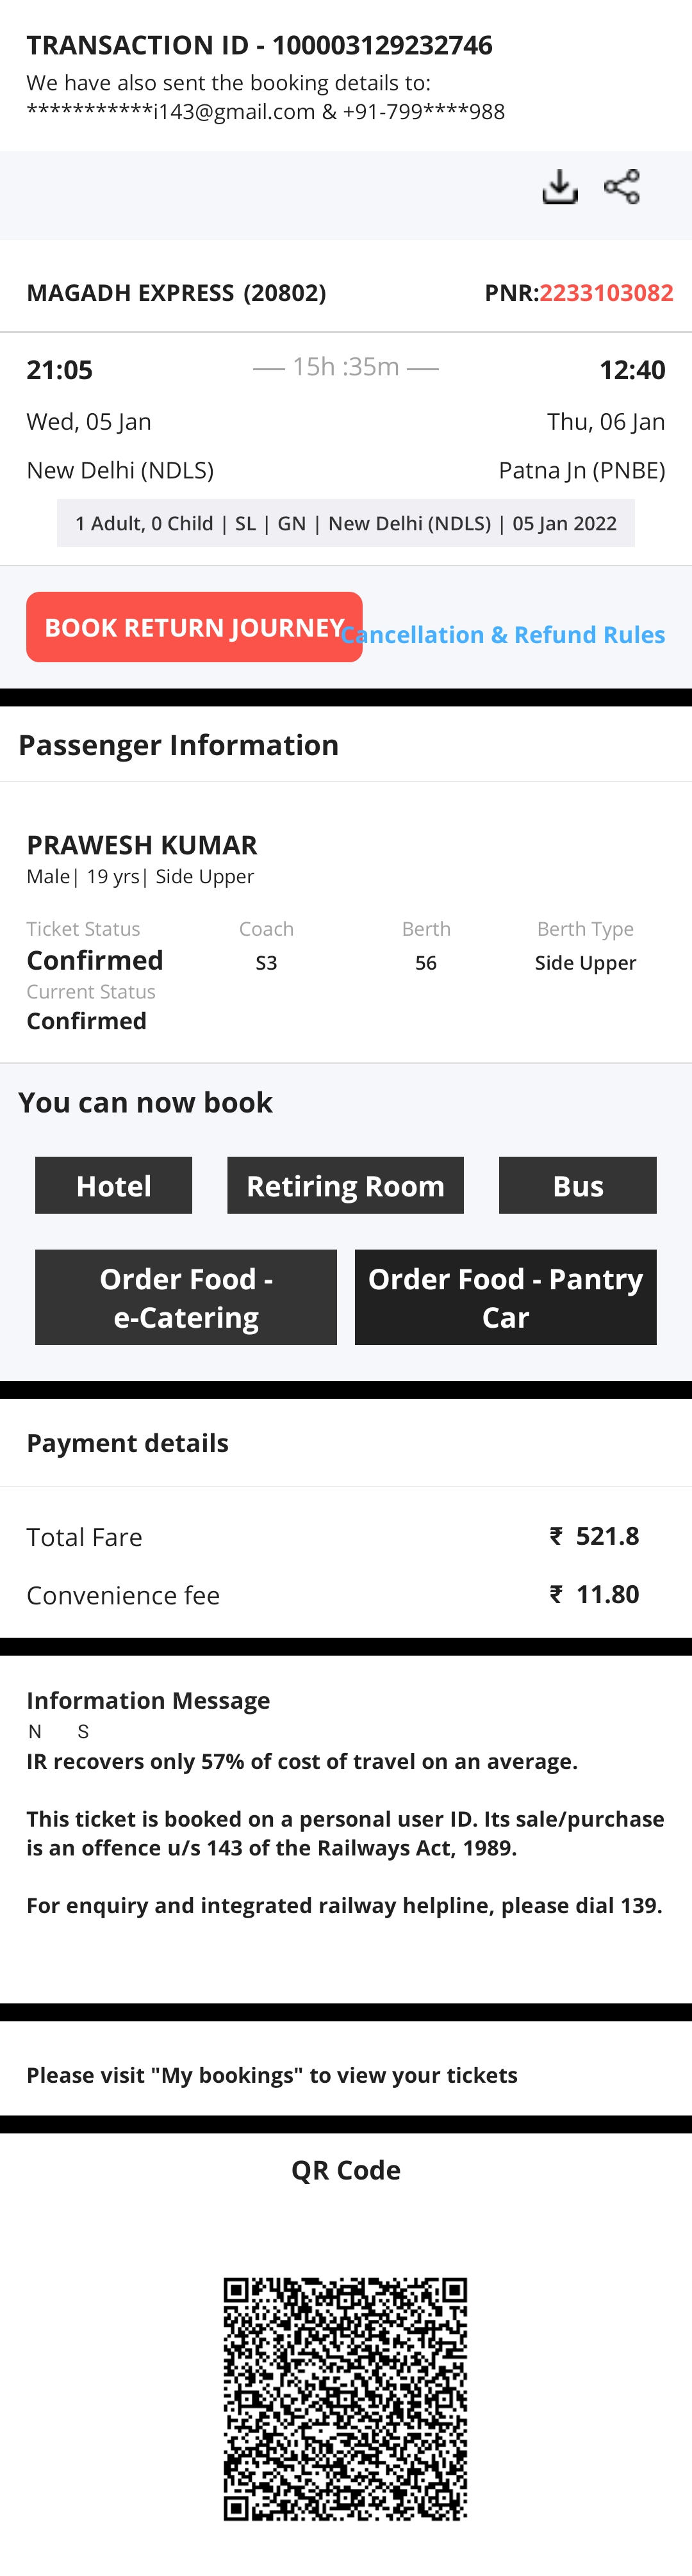 TRANSACTION ID - 100003129232746
We have also sent the booking details to:
***********i143@gmail.com & +91-799****988
MAGADH EXPRESS (20802) PNR:2233103082
21:05 — 15h :35m — 12:40
Wed, 05 Jan Thu, 06 Jan
New Delhi (NDLS) Patna Jn (PNBE)
1 Adult, 0 Child | SL | GN | New Delhi (NDLS) | 05 Jan 2022
BOOK RETURN JOURNEY Cancellation & Refund Rules
Passenger Information
PRAWESH KUMAR
Male| 19 yrs| Side Upper
Ticket Status Coach Berth Berth Type
Confirmed S3 56 Side Upper
Current Status
Confirmed
You can now book
Hotel Retiring Room Bus
Order Food -
e-Catering
Order Food - Pantry
Car
Payment details
Total Fare ₹ 521.8
Convenience fee ₹ 11.80
Information Message
N S
IR recovers only 57% of cost of travel on an average.
This ticket is booked on a personal user ID. Its sale/purchase
is an offence u/s 143 of the Railways Act, 1989.
For enquiry and integrated railway helpline, please dial 139.
Please visit "My bookings" to view your tickets
QR Code